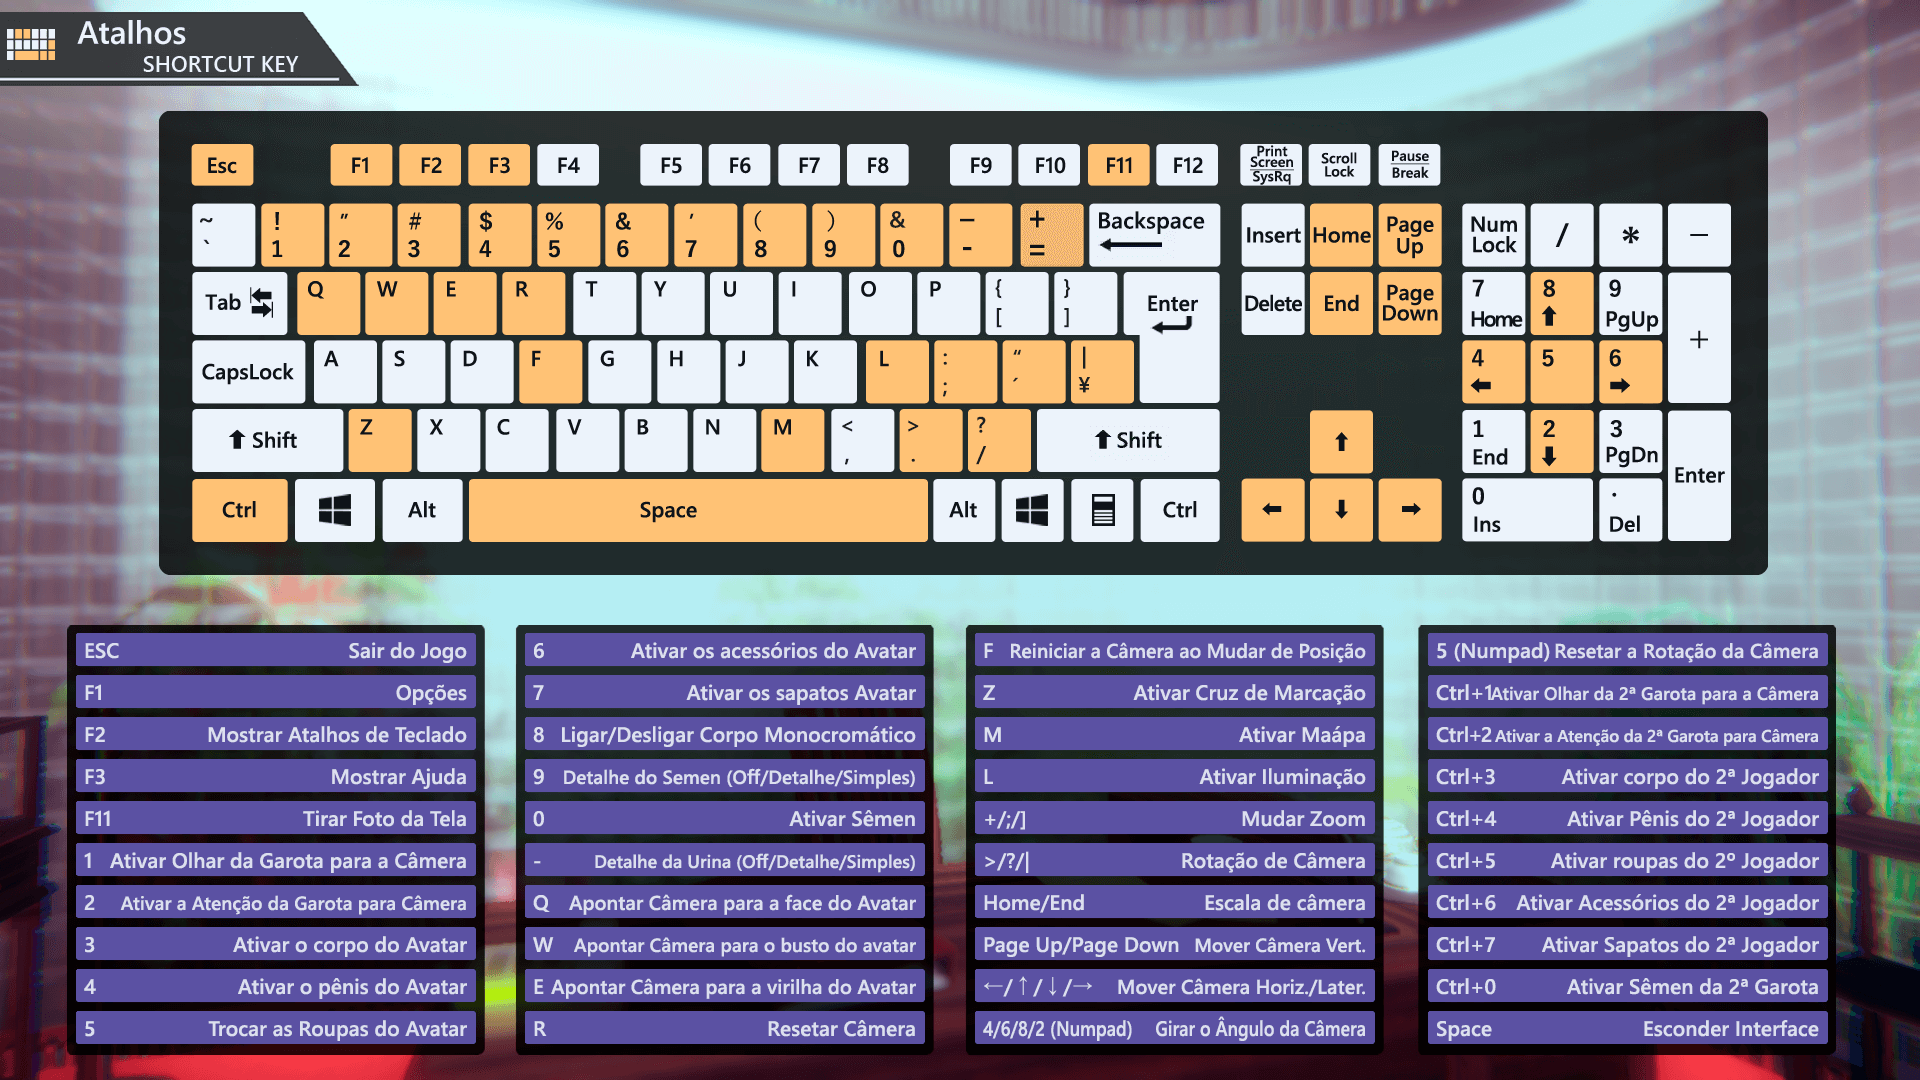 Atalhos
SHORTCUT KEY
Esc F1 F2 F3 F4 F5 F6 F7 F8 F9 F10 F11 F12 Print Screen SysRq Scroll Lock Pause Break
~ ` ! 1 " 2 # 3 $ 4 % 5 & 6 ' 7 ( 8 ) 9 & 0 — - + = Backspace Insert Home Page Up Num Lock / * —
Tab Q W E R T Y U I O P { [ } ] Enter Delete End Page Down 7 Home 8 ⬆ 9 PgUp +
CapsLock A S D F G H J K L : ; “ ´ | ¥ 4 ⬅ 5 6 ➡
⬆ Shift Z X C V B N M < , > . ? / ⬆ Shift ⬆ 1 End 2 ⬇ 3 PgDn Enter
Ctrl Alt Space Alt Ctrl ⬅ ⬇ ➡ 0 Ins . Del
ESC Sair do Jogo
F1 Opções
F2 Mostrar Atalhos de Teclado
F3 Mostrar Ajuda
F11 Tirar Foto da Tela
1 Ativar Olhar da Garota para a Câmera
2 Ativar a Atenção da Garota para Câmera
3 Ativar o corpo do Avatar
4 Ativar o pênis do Avatar
5 Trocar as Roupas do Avatar
6 Ativar os acessórios do Avatar
7 Ativar os sapatos Avatar
8 Ligar/Desligar Corpo Monocromático
9 Detalhe do Semen (Off/Detalhe/Simples)
0 Ativar Sêmen
- Detalhe da Urina (Off/Detalhe/Simples)
Q Apontar Câmera para a face do Avatar
W Apontar Câmera para o busto do avatar
E Apontar Câmera para a virilha do Avatar
R Resetar Câmera
F Reiniciar a Câmera ao Mudar de Posição
Z Ativar Cruz de Marcação
M Ativar Maápa
L Ativar Iluminação
+/;/] Mudar Zoom
>/?/| Rotação de Câmera
Home/End Escala de câmera
Page Up/Page Down Mover Câmera Vert.
←/↑/↓/→ Mover Câmera Horiz./Later.
4/6/8/2 (Numpad) Girar o Ângulo da Câmera
5 (Numpad) Resetar a Rotação da Câmera
Ctrl+1 Ativar Olhar da 2ª Garota para a Câmera
Ctrl+2 Ativar a Atenção da 2ª Garota para Câmera
Ctrl+3 Ativar corpo do 2ª Jogador
Ctrl+4 Ativar Pênis do 2ª Jogador
Ctrl+5 Ativar roupas do 2º Jogador
Ctrl+6 Ativar Acessórios do 2ª Jogador
Ctrl+7 Ativar Sapatos do 2ª Jogador
Ctrl+0 Ativar Sêmen da 2ª Garota
Space Esconder Interface